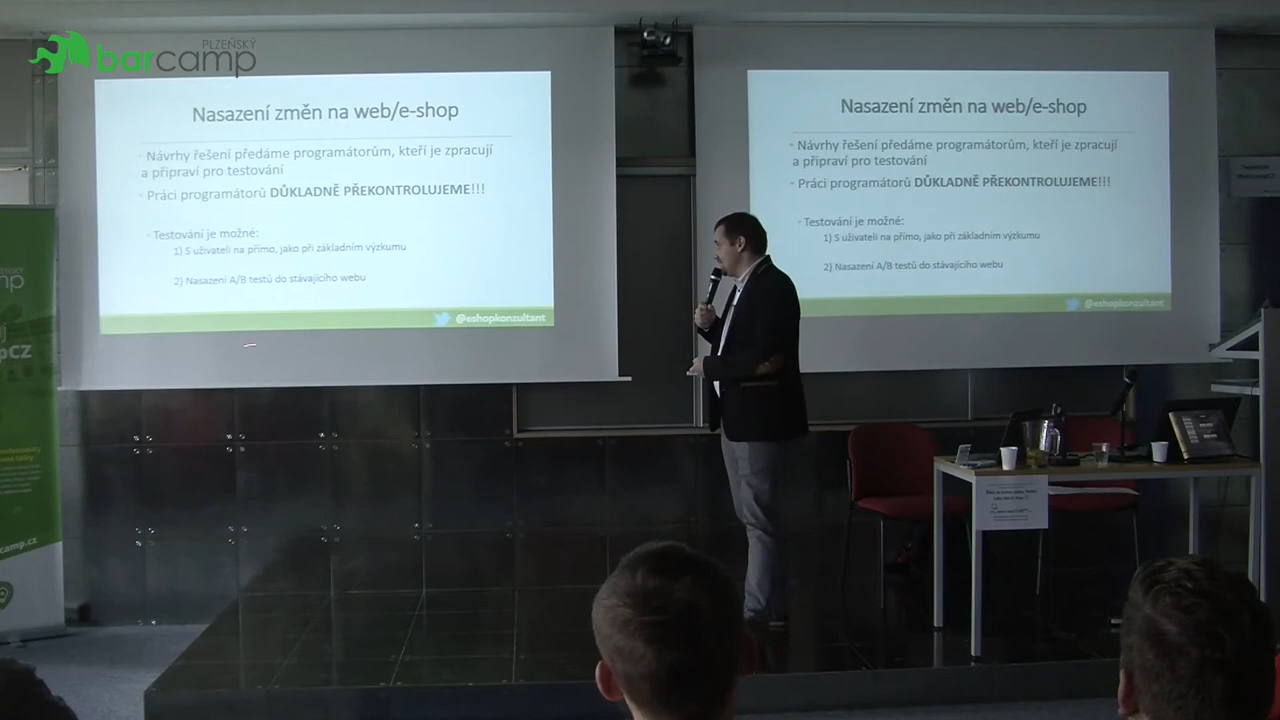 PLZEŇSKÝ
barcamp
Nasazení změn na web/e-shop
Návrhy řešení předáme programátorům, kteří je zpracují
a připraví pro testování
Práci programátorů DŮKLADNĚ PŘEKONTROLUJEME!!!
Testování je možné:
1) S uživateli na přímo, jako při základním výzkumu
2) Nasazení A/B testů do stávajícího webu
@eshopkonzultant
Nasazení změn na web/e-shop
Návrhy řešení předáme programátorům, kteří je zpracují
a připraví pro testování
Práci programátorů DŮKLADNĚ PŘEKONTROLUJEME!!!
Testování je možné:
1) S uživateli na přímo, jako při základním výzkumu
2) Nasazení A/B testů do stávajícího webu
@eshopkonzultant